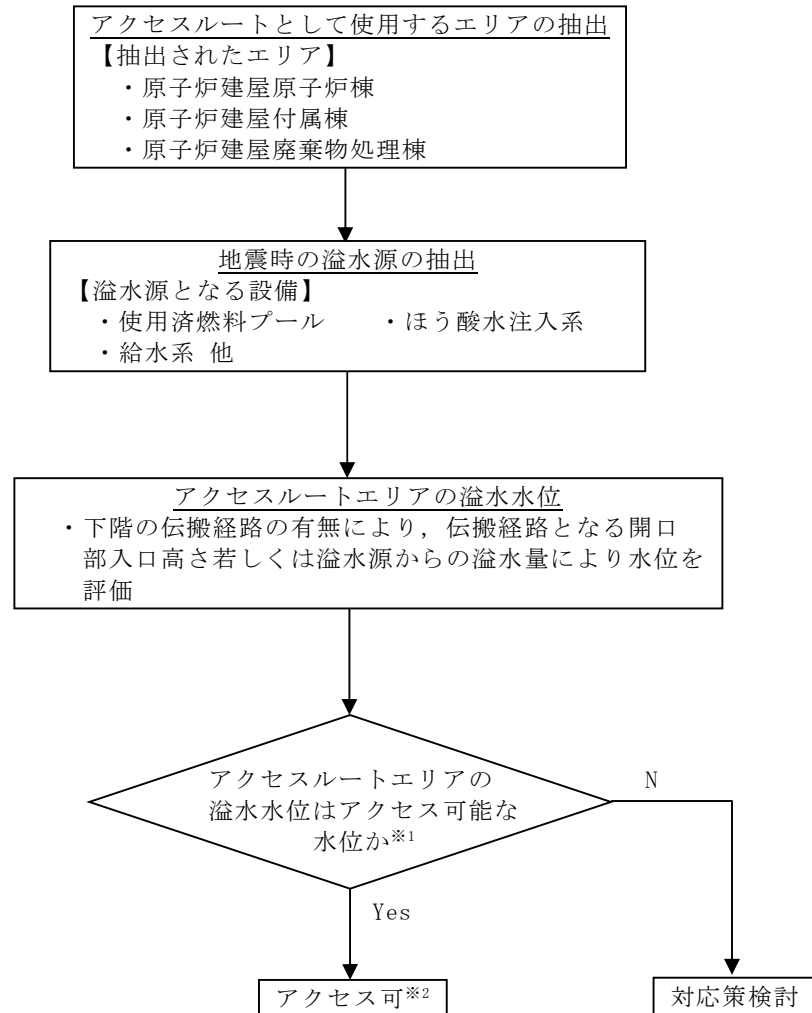 アクセスルートとして使用するエリアの抽出
【抽出されたエリア】
・原子炉建屋原子炉棟
・原子炉建屋付属棟
・原子炉建屋廃棄物処理棟
地震時の溢水源の抽出
【溢水源となる設備】
・使用済燃料プール ・ほう酸水注入系
・給水系 他
アクセスルートエリアの溢水水位
・下階の伝搬経路の有無により，伝搬経路となる開口
部入口高さ若しくは溢水源からの溢水量により水位を
評価
アクセスルートエリアの
溢水水位はアクセス可能な
水位か※1
N
Yes
アクセス可※2
対応策検討